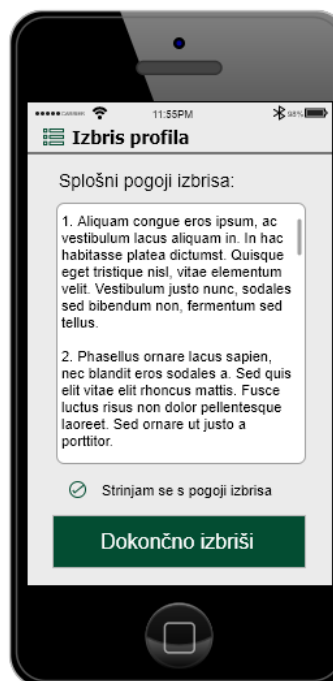 CARRIER 11:55PM 98%
Izbris profila
Splošni pogoji izbrisa:
1. Aliquam congue eros ipsum, ac
vestibulum lacus aliquam in. In hac
habitasse platea dictumst. Quisque
eget tristique nisl, vitae elementum
velit. Vestibulum justo nunc, sodales
sed bibendum non, fermentum sed
tellus.
2. Phasellus ornare lacus sapien,
nec blandit eros sodales a. Sed quis
elit vitae elit rhoncus mattis. Fusce
luctus risus non dolor pellentesque
laoreet. Sed ornare ut justo a
porttitor.
Strinjam se s pogoji izbrisa
Dokončno izbriši